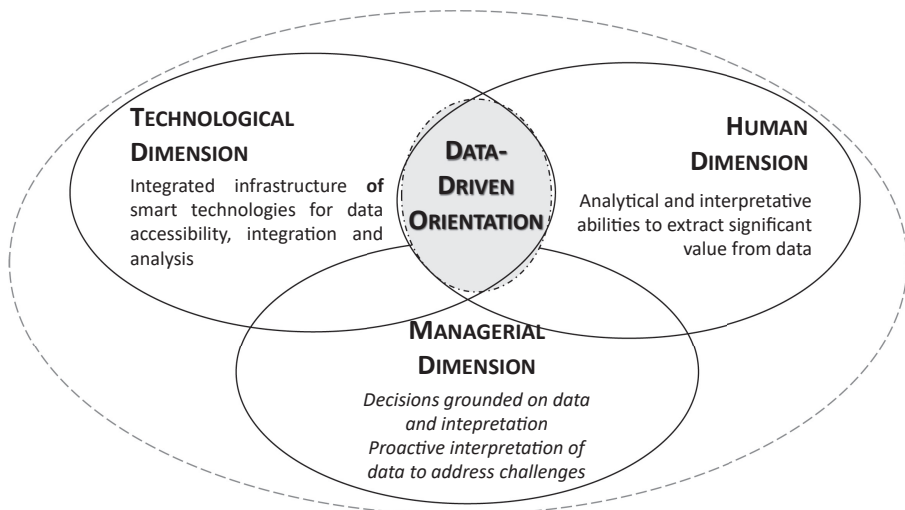 TECHNOLOGICAL
DIMENSION
Integrated infrastructure of
smart technologies for data
accessibility, integration and
analysis
DATA-
DRIVEN
ORIENTATION
HUMAN
DIMENSION
Analytical and interpretative
abilities to extract significant
value from data
MANAGERIAL
DIMENSION
Decisions grounded on data
and intepretation
Proactive interpretation of
data to address challenges